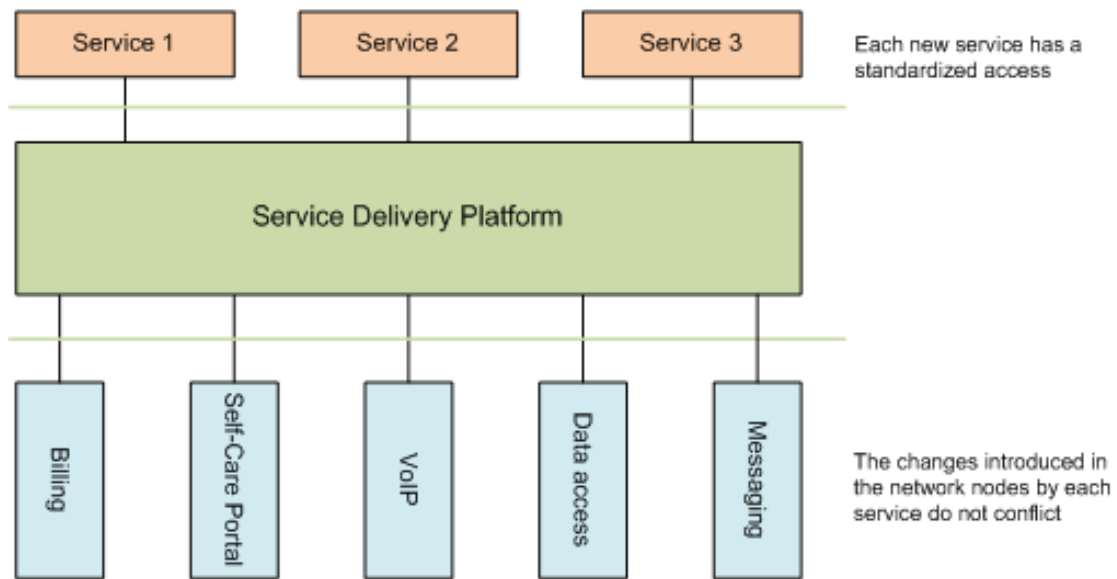 Service 1
Service 2
Service 3
Each new service has a
standardized access
Service Delivery Platform
Billing
Self-Care Portal
VoIP
Data access
Messaging
The changes introduced in
the network nodes by each
service do not conflict